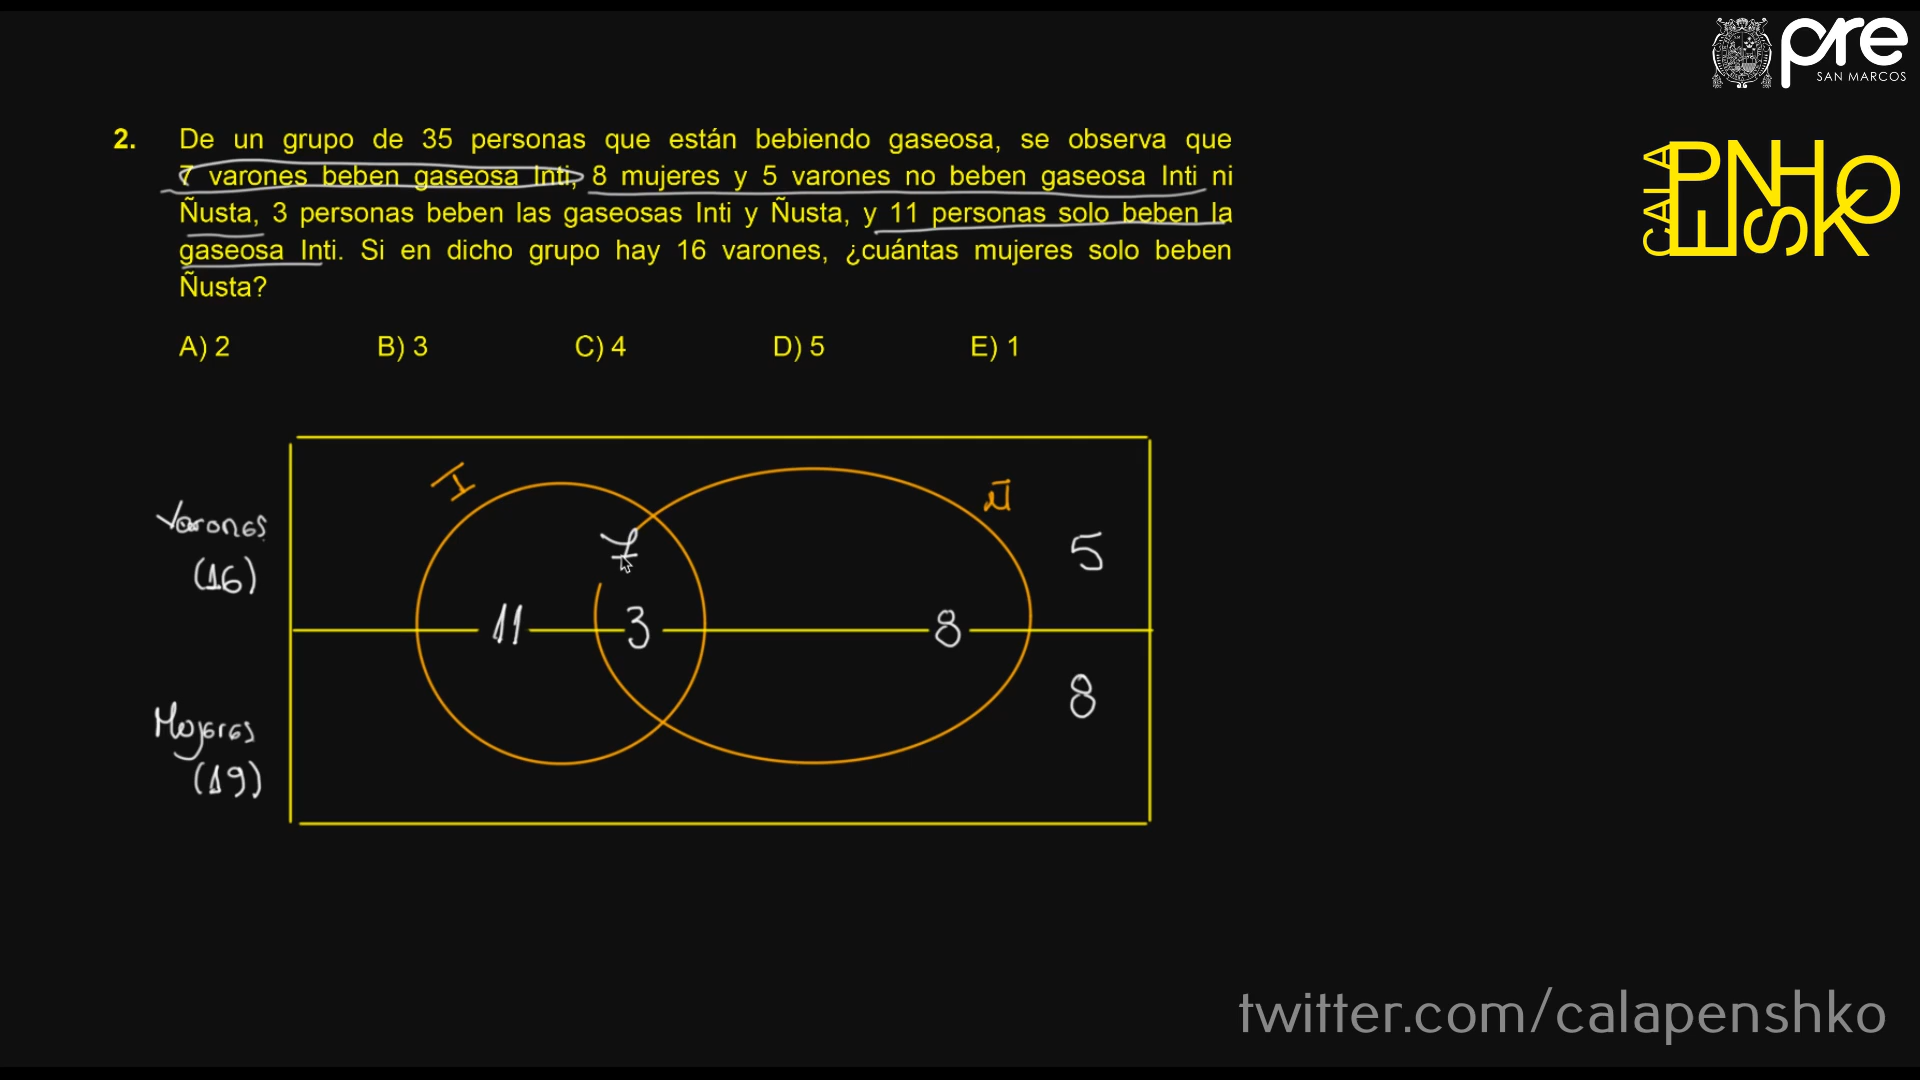 pre
SAN MARCOS
CALA
PENSHKO
2. De un grupo de 35 personas que están bebiendo gaseosa, se observa que
7 varones beben gaseosa Inti, 8 mujeres y 5 varones no beben gaseosa Inti ni
Ñusta, 3 personas beben las gaseosas Inti y Ñusta, y 11 personas solo beben la
gaseosa Inti. Si en dicho grupo hay 16 varones, ¿cuántas mujeres solo beben
Ñusta?
A) 2 B) 3 C) 4 D) 5 E) 1
I Ñ
Varones 7 5
(16)
11 3 8
8
Mujeres
(19)
twitter.com/calapenshko